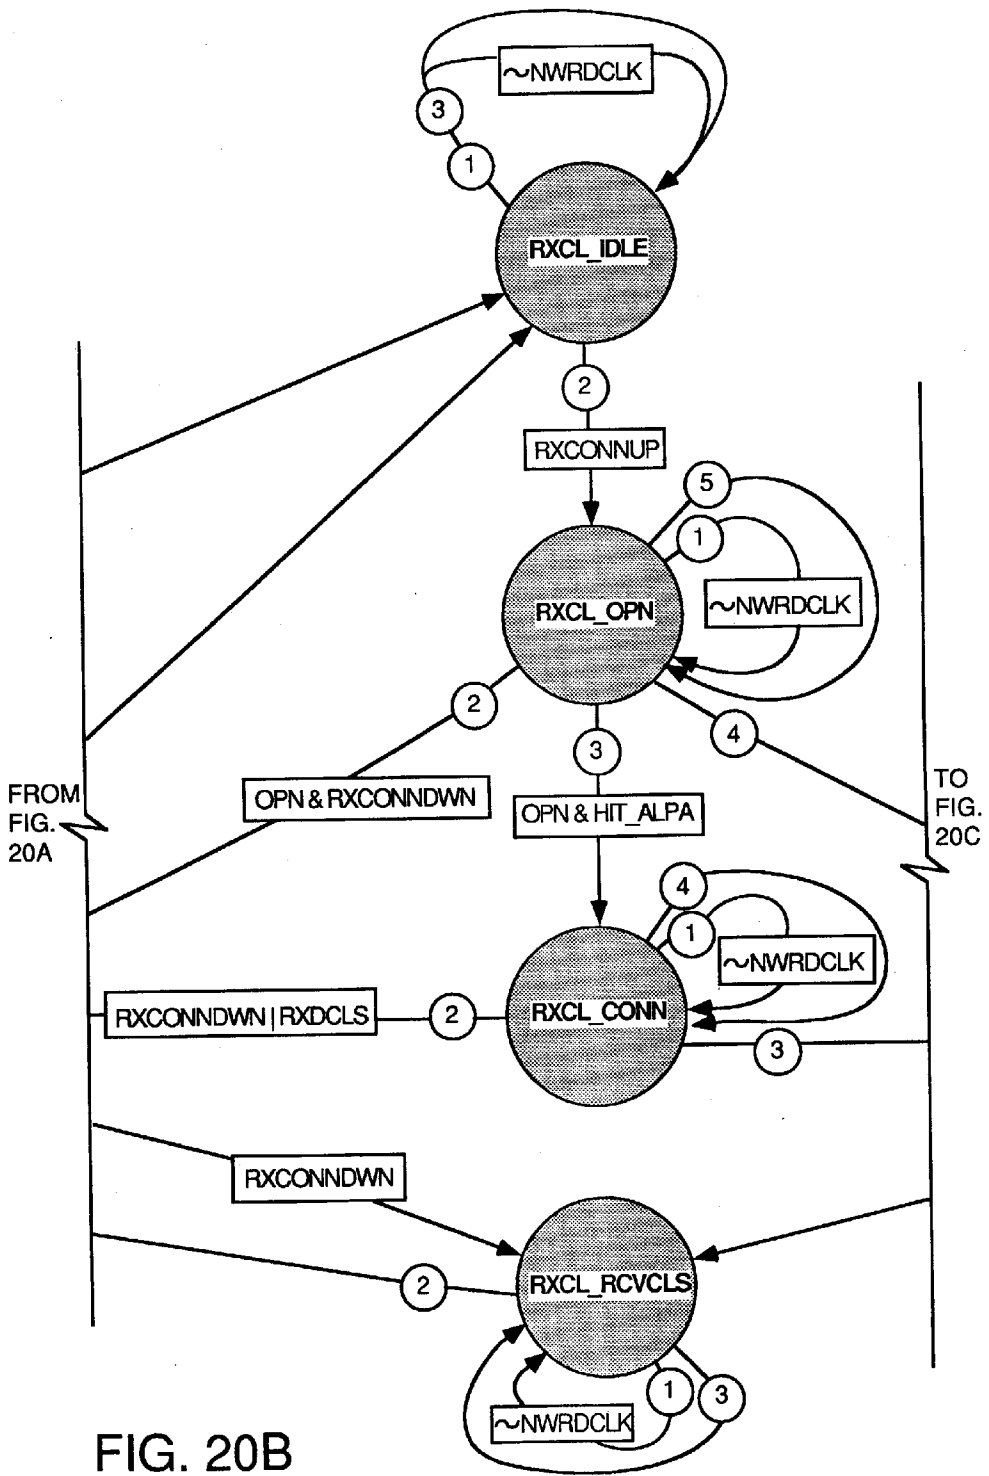 ~NWRDCLK
3
1
RXCL_IDLE
2
RXCONNUP
5
1
~NWRDCLK
RXCL_OPN
2
3
4
OPN & RXCONNDWN
OPN & HIT_ALPA
FROM
FIG.
20A
TO
FIG.
20C
4
1
~NWRDCLK
RXCONNDWN | RXDCLS
2
RXCL_CONN
3
RXCONNDWN
2
RXCL_RCVCLS
1
3
~NWRDCLK
FIG. 20B